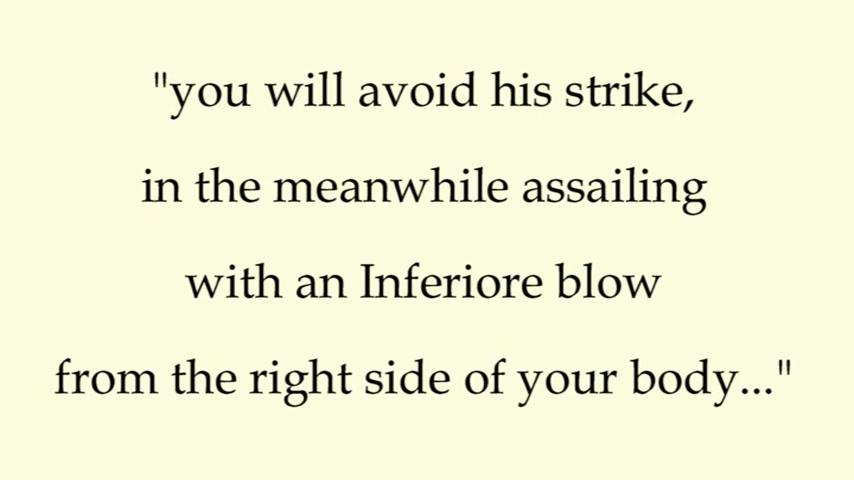 "you will avoid his strike,
in the meanwhile assailing
with an Inferiore blow
from the right side of your body..."